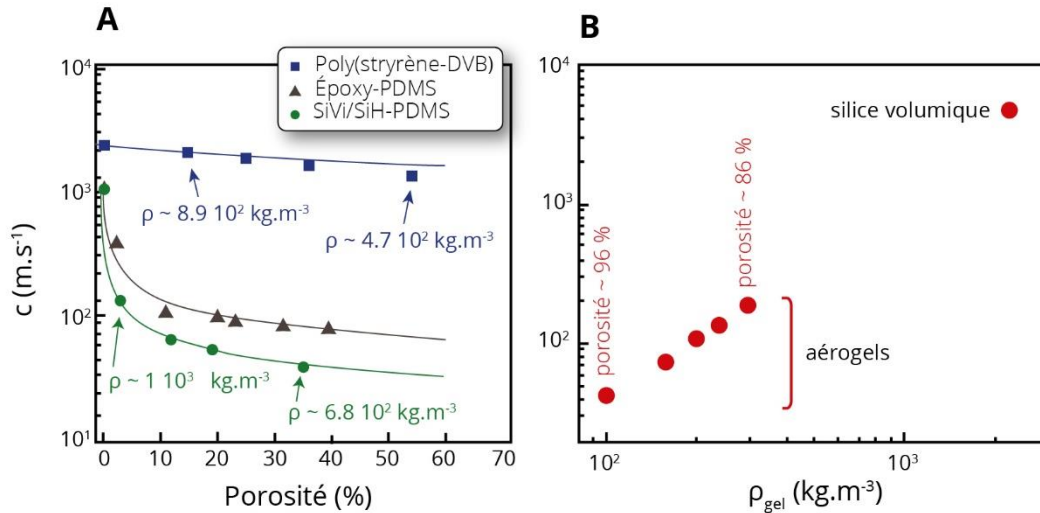 A
B
Poly(stryrène-DVB)
Époxy-PDMS
SiVi/SiH-PDMS
10⁴
10³
10²
10¹
c (m.s⁻¹)
ρ ~ 8.9 10² kg.m⁻³
ρ ~ 4.7 10² kg.m⁻³
ρ ~ 1 10³ kg.m⁻³
ρ ~ 6.8 10² kg.m⁻³
0 10 20 30 40 50 60 70
Porosité (%)
10⁴
10³
10²
silice volumique
porosité ~ 96 %
porosité ~ 86 %
aérogels
10² 10³
ρgel (kg.m⁻³)